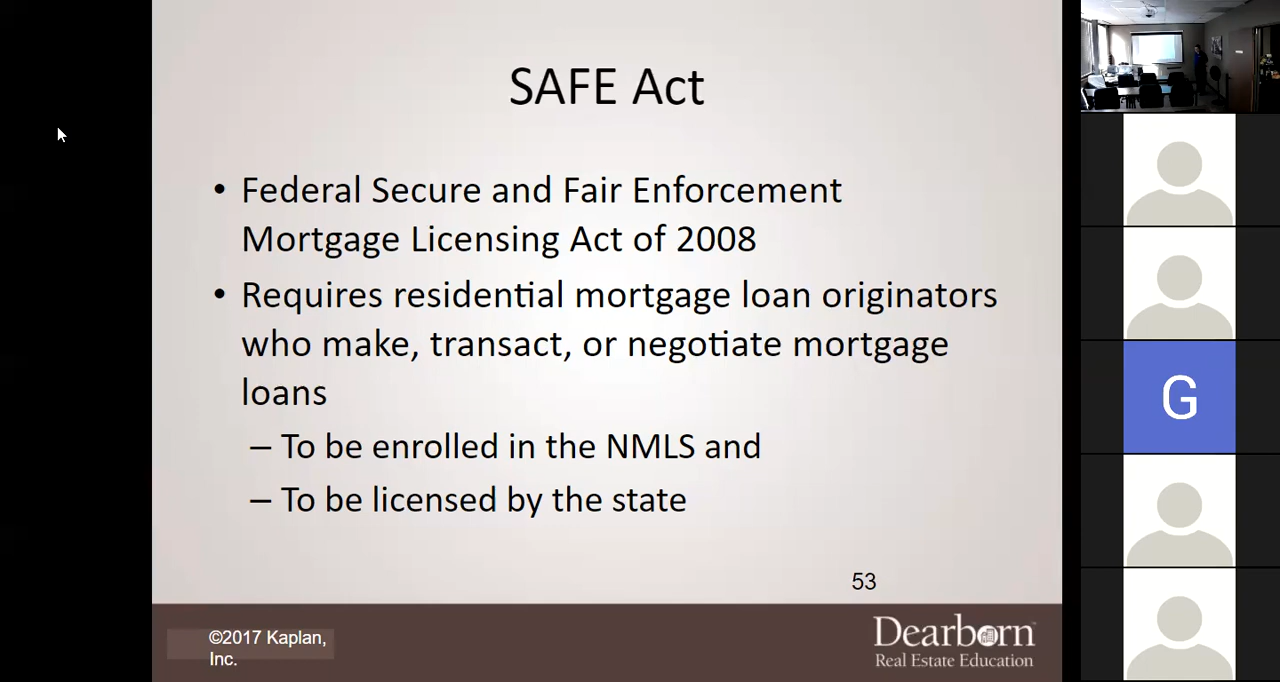 SAFE Act
• Federal Secure and Fair Enforcement
Mortgage Licensing Act of 2008
• Requires residential mortgage loan originators
who make, transact, or negotiate mortgage
loans
– To be enrolled in the NMLS and
– To be licensed by the state
53
©2017 Kaplan,
Inc.
Dearborn™
Real Estate Education
G